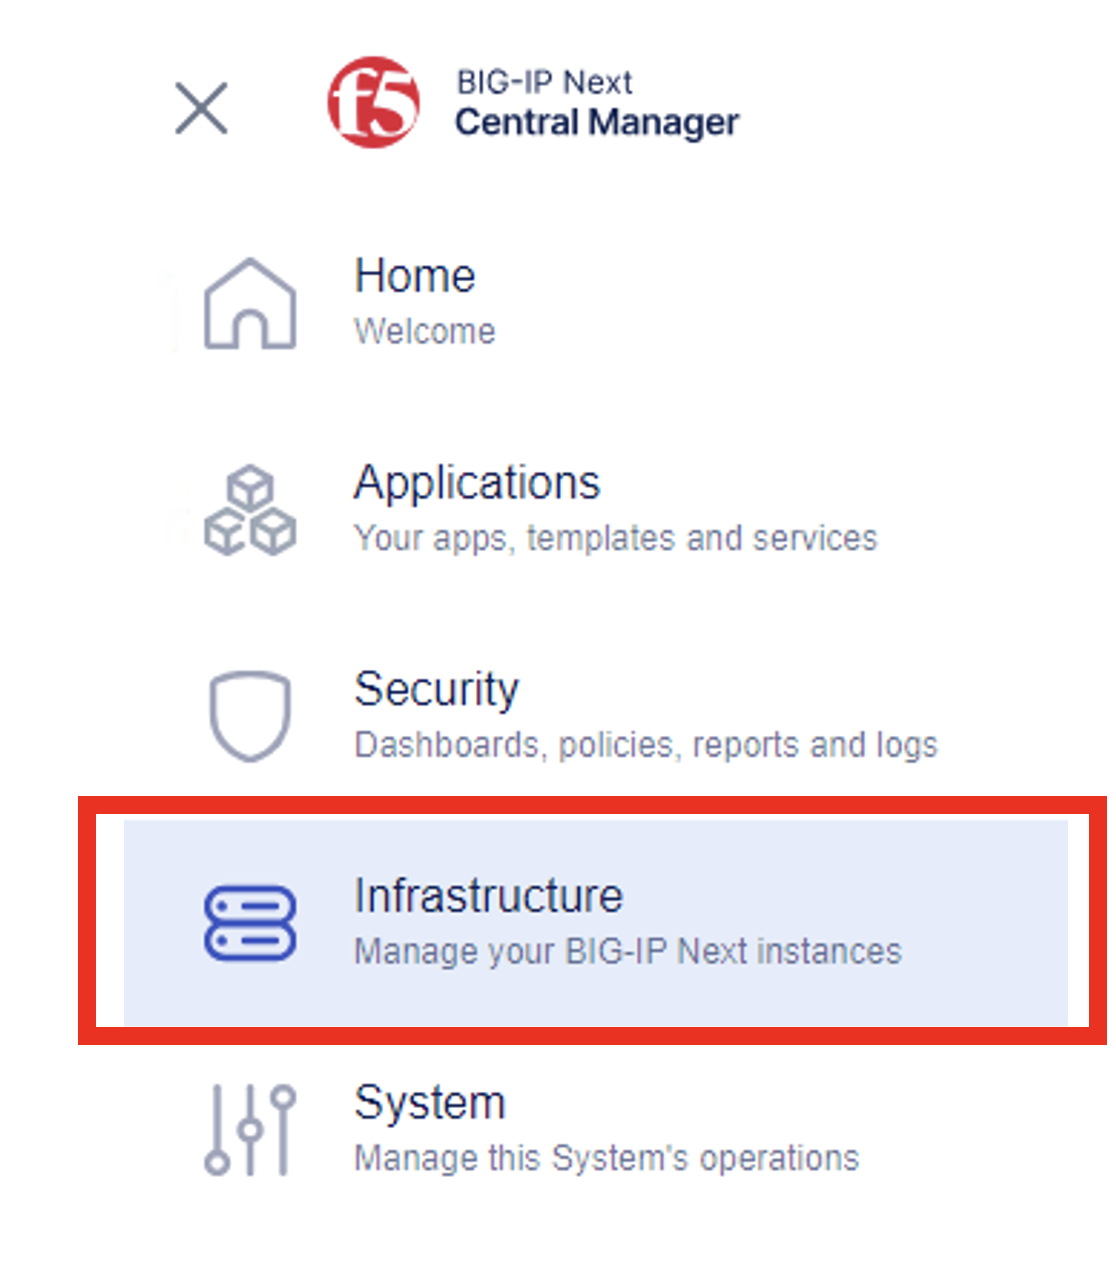 f5
BIG-IP Next
Central Manager
Home
Welcome
Applications
Your apps, templates and services
Security
Dashboards, policies, reports and logs
Infrastructure
Manage your BIG-IP Next instances
System
Manage this System's operations